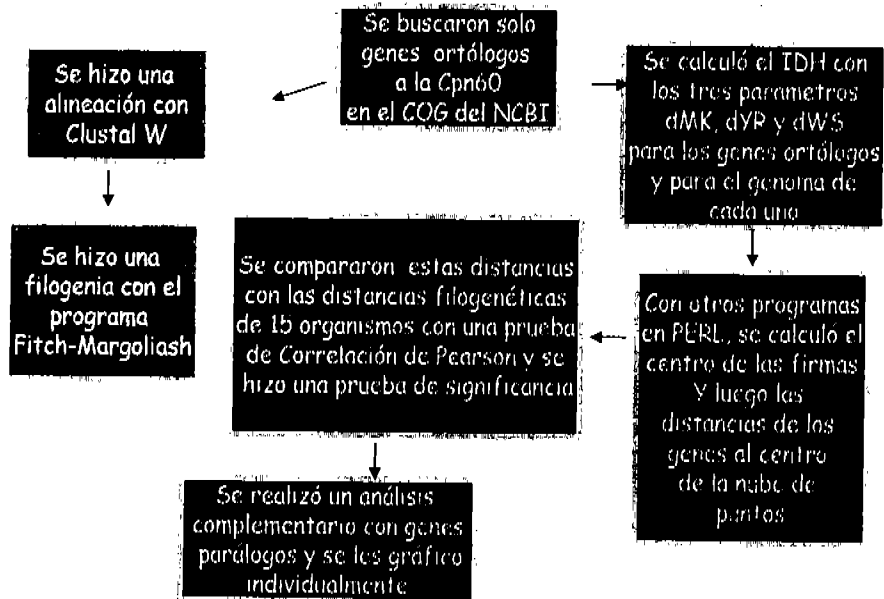 Se buscaron solo
genes ortólogos
a la Cpn60
en el COG del NCBI
Se hizo una
alineación con
Clustal W
Se hizo una
filogenia con el
programa
Fitch-Margoliash
Se calculó el IDH con
los tres parametros
dMK, dYR y dWS
para los genes ortólogos
y para el genoma de
cada uno
Con otros programas
en PERL, se calculó el
centro de las firmas
Y luego las
distancias de los
genes al centro
de la nube de
puntos
Se compararon estas distancias
con las distancias filogenéticas
de 15 organismos con una prueba
de Correlación de Pearson y se
hizo una prueba de significancia
Se realizó un análisis
complementario con genes
parálogos y se les gráfico
individualmente